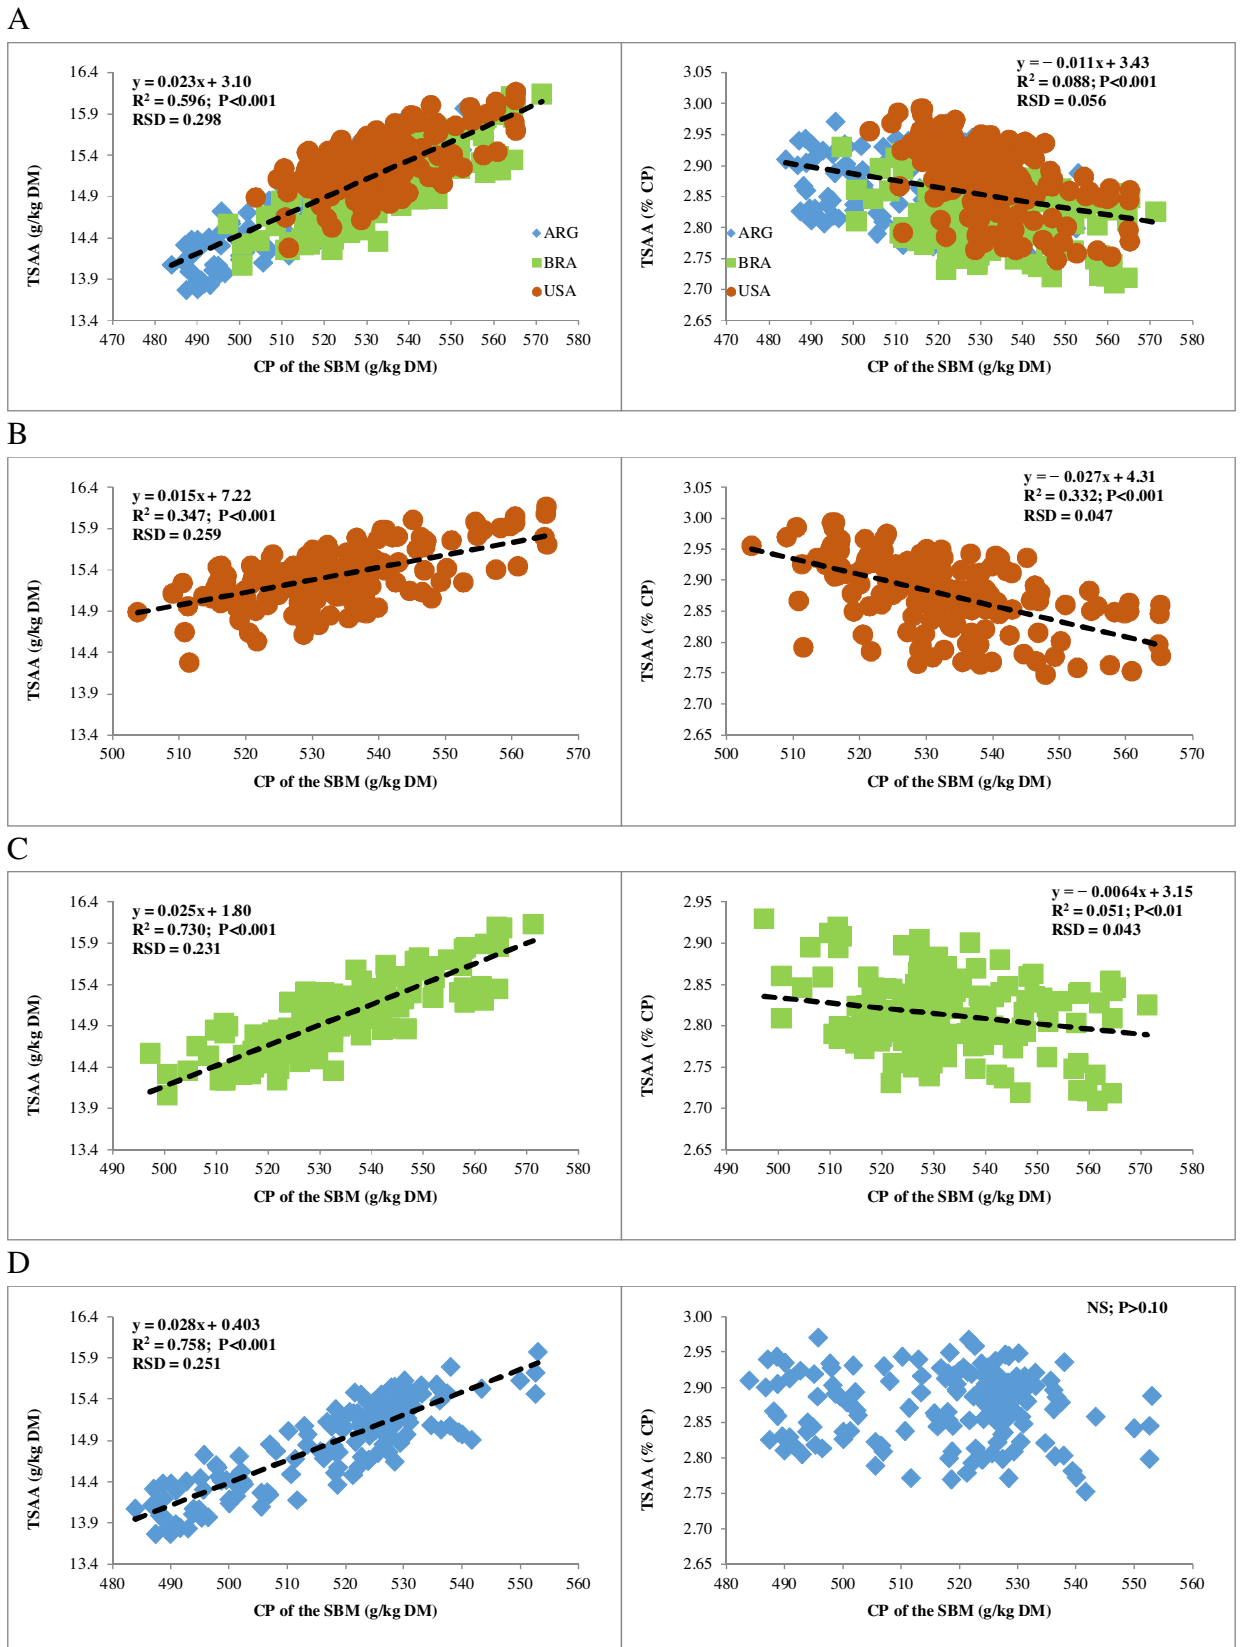 A
y = 0.023x + 3.10
R² = 0.596; P<0.001
RSD = 0.298
16.4
15.9
15.4
14.9
14.4
13.9
13.4
TSAA (g/kg DM)
ARG
BRA
USA
470 480 490 500 510 520 530 540 550 560 570 580
CP of the SBM (g/kg DM)
y = − 0.011x + 3.43
R² = 0.088; P<0.001
RSD = 0.056
3.05
3.00
2.95
2.90
2.85
2.80
2.75
2.70
2.65
TSAA (% CP)
ARG
BRA
USA
470 480 490 500 510 520 530 540 550 560 570 580
CP of the SBM (g/kg DM)
B
y = 0.015x + 7.22
R² = 0.347; P<0.001
RSD = 0.259
16.4
15.9
15.4
14.9
14.4
13.9
13.4
TSAA (g/kg DM)
500 510 520 530 540 550 560 570
CP of the SBM (g/kg DM)
y = − 0.027x + 4.31
R² = 0.332; P<0.001
RSD = 0.047
3.05
3.00
2.95
2.90
2.85
2.80
2.75
2.70
2.65
TSAA (% CP)
500 510 520 530 540 550 560 570
CP of the SBM (g/kg DM)
C
y = 0.025x + 1.80
R² = 0.730; P<0.001
RSD = 0.231
16.4
15.9
15.4
14.9
14.4
13.9
13.4
TSAA (g/kg DM)
490 500 510 520 530 540 550 560 570 580
CP of the SBM (g/kg DM)
y = − 0.0064x + 3.15
R² = 0.051; P<0.01
RSD = 0.043
2.95
2.90
2.85
2.80
2.75
2.70
2.65
TSAA (% CP)
490 500 510 520 530 540 550 560 570 580
CP of the SBM (g/kg DM)
D
y = 0.028x + 0.403
R² = 0.758; P<0.001
RSD = 0.251
16.4
15.9
15.4
14.9
14.4
13.9
13.4
TSAA (g/kg DM)
480 490 500 510 520 530 540 550 560
CP of the SBM (g/kg DM)
NS; P>0.10
3.00
2.95
2.90
2.85
2.80
2.75
2.70
2.65
TSAA (% CP)
480 490 500 510 520 530 540 550 560
CP of the SBM (g/kg DM)